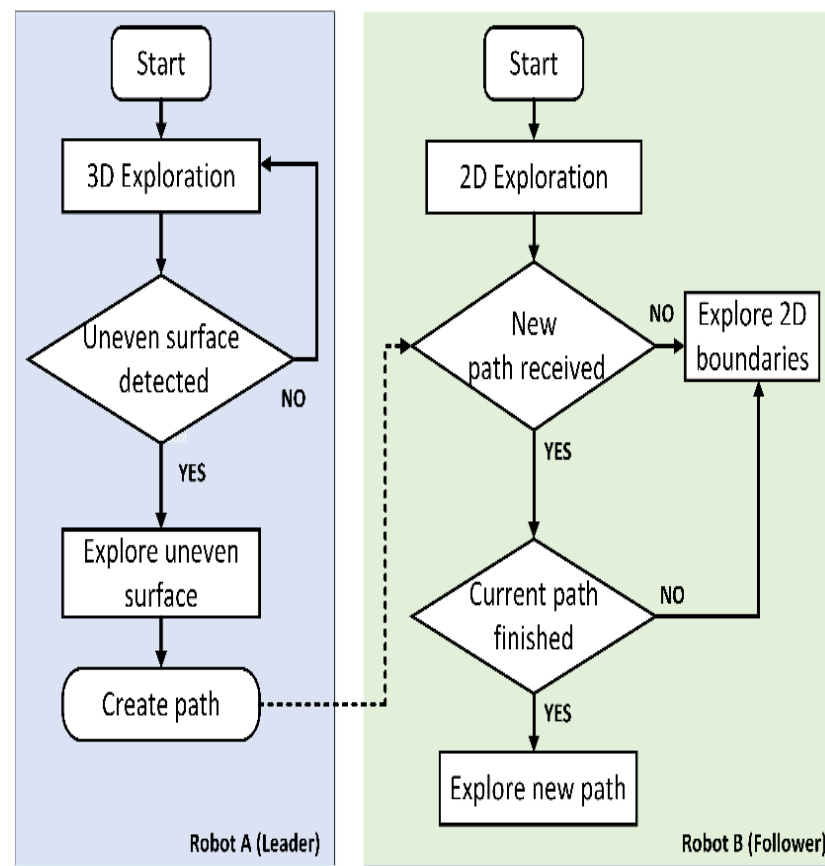 Start
3D Exploration
Uneven surface
detected
NO
YES
Explore uneven
surface
Create path
Robot A (Leader)
Start
2D Exploration
New
path received
NO
Explore 2D
boundaries
YES
Current path
finished
NO
YES
Explore new path
Robot B (Follower)